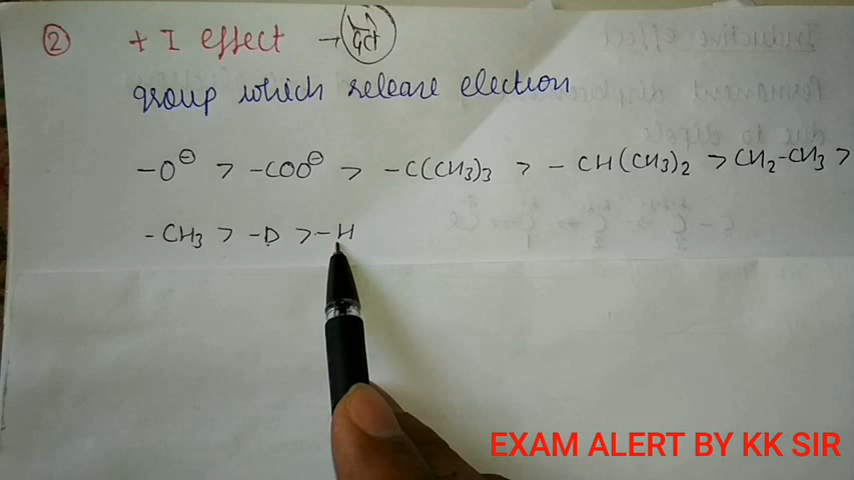 ② + I effect →
group which release election
-O⊖ > -COO⊖ > -C(CH₃)₃ > - CH(CH₃)₂ > CH₂-CH₃ >
-CH₃ > -D > -H
EXAM ALERT BY KK SIR